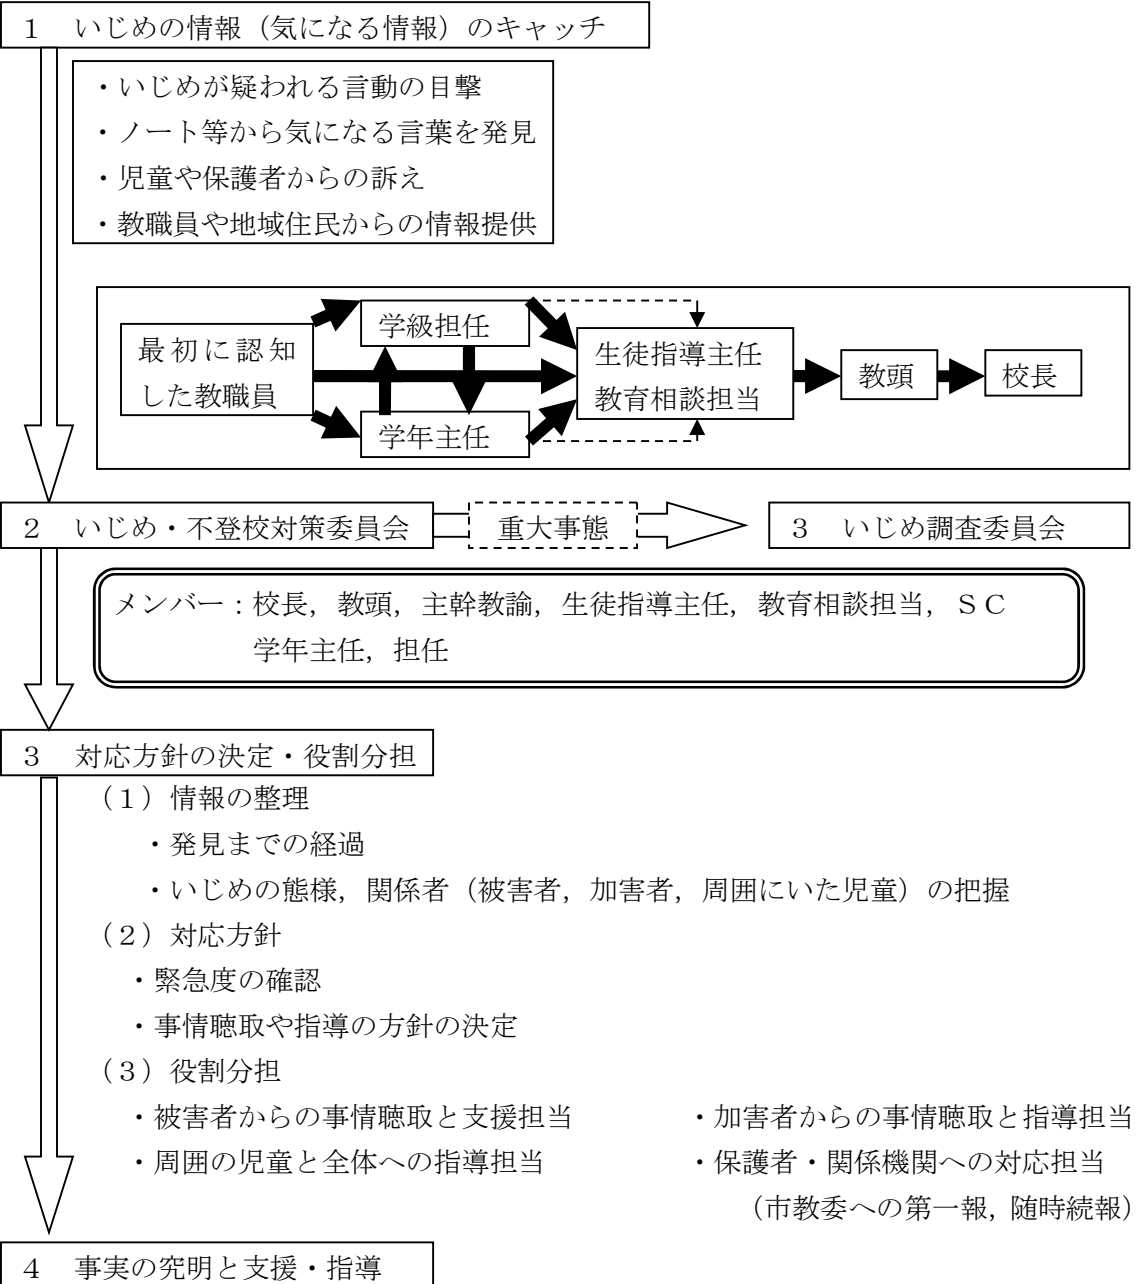 １　いじめの情報（気になる情報）のキャッチ
・いじめが疑われる言動の目撃
・ノート等から気になる言葉を発見
・児童や保護者からの訴え
・教職員や地域住民からの情報提供
最初に認知
した教職員
学級担任
学年主任
生徒指導主任
教育相談担当
教頭
校長
２　いじめ・不登校対策委員会
重大事態
３　いじめ調査委員会
メンバー：校長，教頭，主幹教諭，生徒指導主任，教育相談担当，ＳＣ
学年主任，担任
３　対応方針の決定・役割分担
（１）情報の整理
・発見までの経過
・いじめの態様，関係者（被害者，加害者，周囲にいた児童）の把握
（２）対応方針
・緊急度の確認
・事情聴取や指導の方針の決定
（３）役割分担
・被害者からの事情聴取と支援担当
・加害者からの事情聴取と指導担当
・周囲の児童と全体への指導担当
・保護者・関係機関への対応担当
（市教委への第一報，随時続報）
４　事実の究明と支援・指導